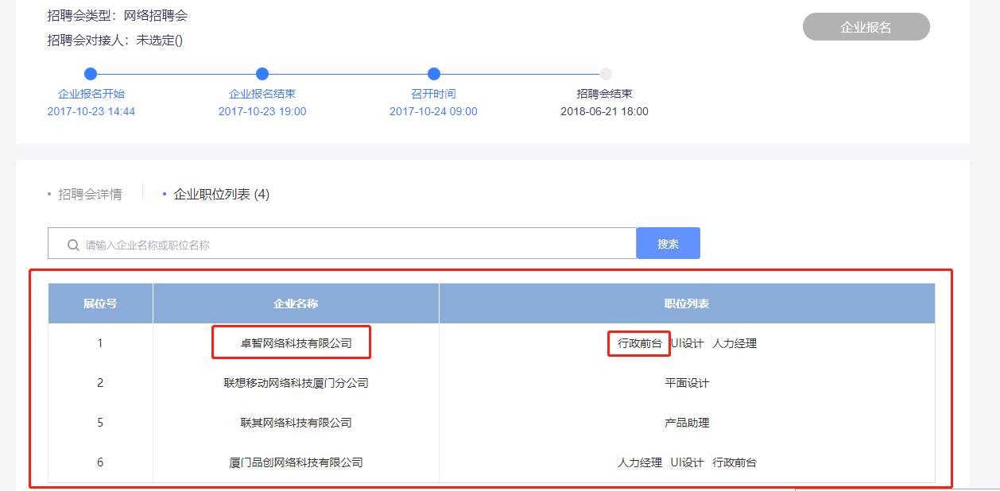 招聘会类型：网络招聘会
企业报名
招聘会对接人：未选定()
企业报名开始 企业报名结束 召开时间 招聘会结束
2017-10-23 14:44 2017-10-23 19:00 2017-10-24 09:00 2018-06-21 18:00
• 招聘会详情 • 企业职位列表 (4)
请输入企业名称或职位名称 搜索
展位号 企业名称 职位列表
1 卓智网络科技有限公司 行政前台 UI设计 人力经理
2 联想移动网络科技厦门分公司 平面设计
5 联其网络科技有限公司 产品助理
6 厦门品创网络科技有限公司 人力经理 UI设计 行政前台